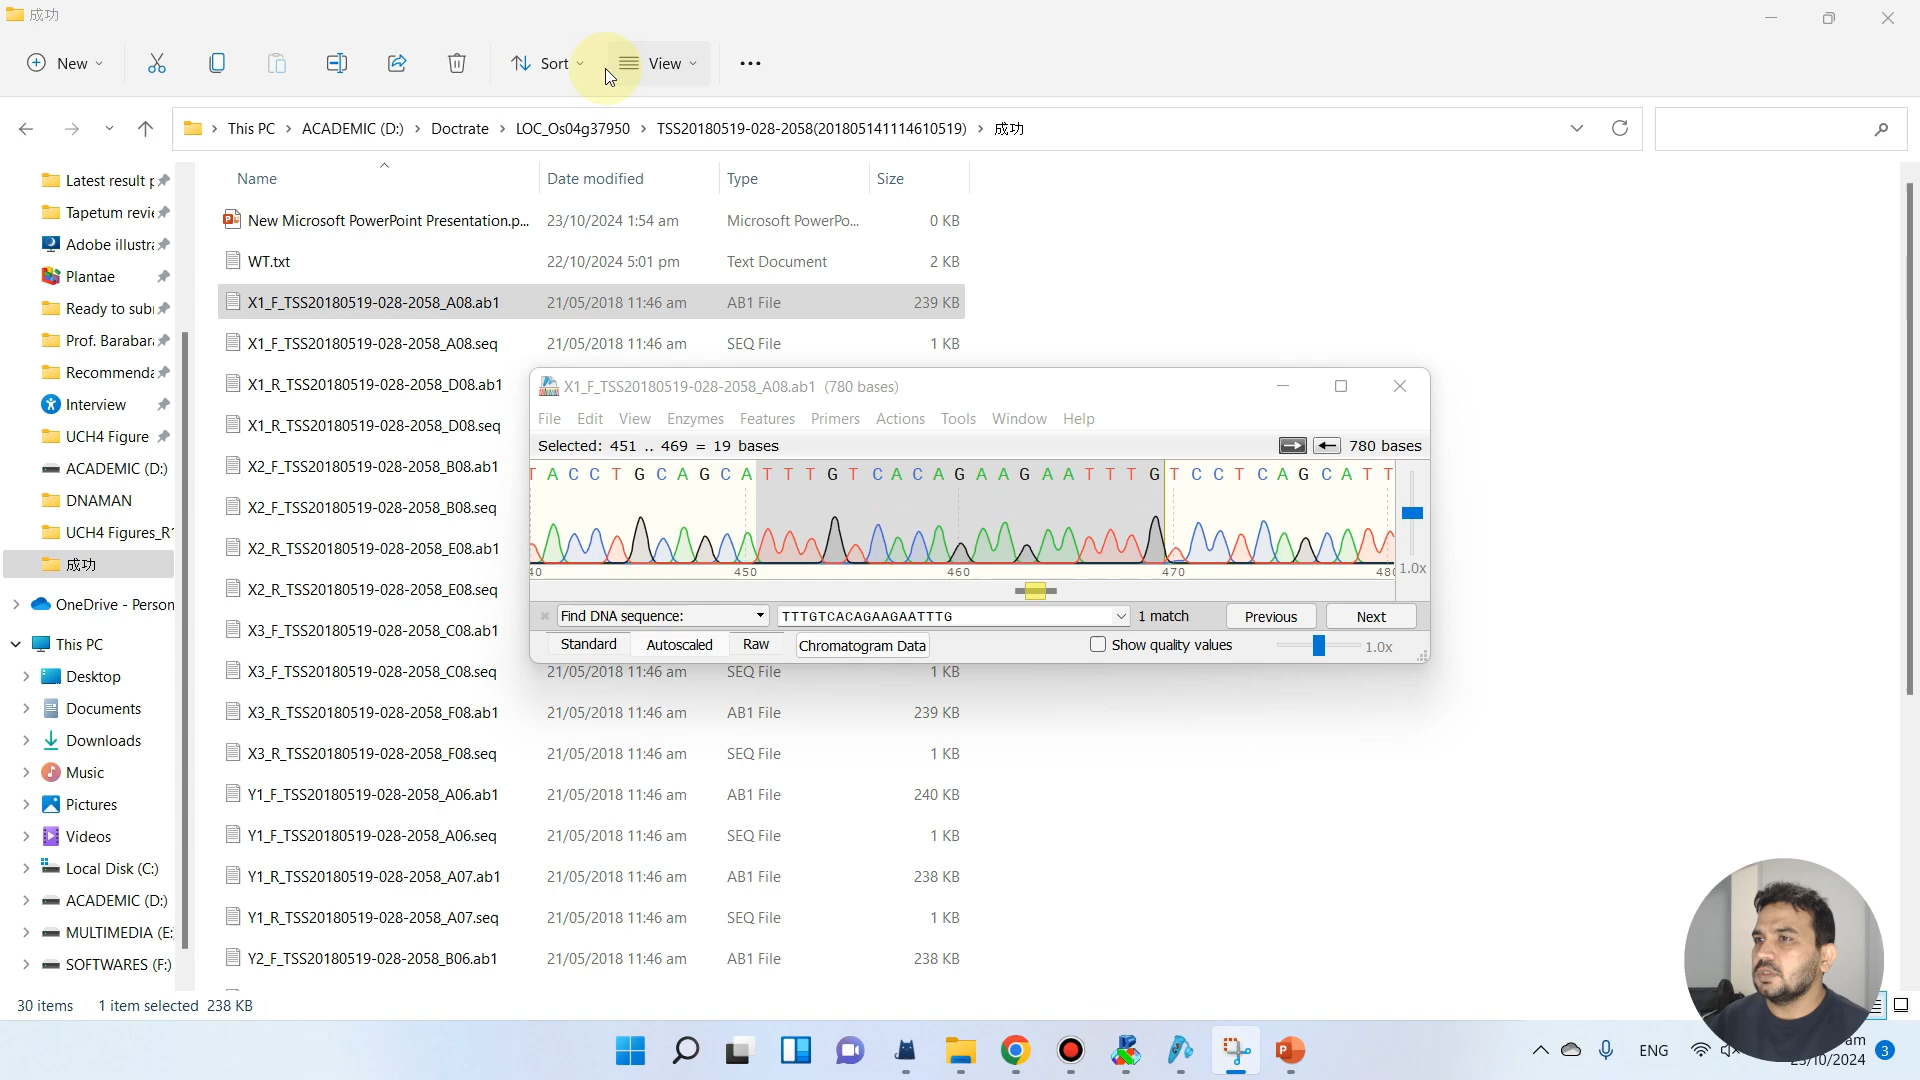 成功
New
Sort
View
This PC > ACADEMIC (D:) > Doctrate > LOC_Os04g37950 > TSS20180519-028-2058(201805141114610519) > 成功
Name Date modified Type Size
Latest result p
Tapetum revie
Adobe illustra
Plantae
Ready to subr
Prof. Barabara
Recommenda
Interview
UCH4 Figure
ACADEMIC (D:)
DNAMAN
UCH4 Figures_R1
成功
OneDrive - Person
This PC
Desktop
Documents
Downloads
Music
Pictures
Videos
Local Disk (C:)
ACADEMIC (D:)
MULTIMEDIA (E:
SOFTWARES (F:)
New Microsoft PowerPoint Presentation.p... 23/10/2024 1:54 am Microsoft PowerPo... 0 KB
WT.txt 22/10/2024 5:01 pm Text Document 2 KB
X1_F_TSS20180519-028-2058_A08.ab1 21/05/2018 11:46 am AB1 File 239 KB
X1_F_TSS20180519-028-2058_A08.seq 21/05/2018 11:46 am SEQ File 1 KB
X1_R_TSS20180519-028-2058_D08.ab1
X1_R_TSS20180519-028-2058_D08.seq
X2_F_TSS20180519-028-2058_B08.ab1
X2_F_TSS20180519-028-2058_B08.seq
X2_R_TSS20180519-028-2058_E08.ab1
X2_R_TSS20180519-028-2058_E08.seq
X3_F_TSS20180519-028-2058_C08.ab1
X3_F_TSS20180519-028-2058_C08.seq 21/05/2018 11:46 am SEQ File 1 KB
X3_R_TSS20180519-028-2058_F08.ab1 21/05/2018 11:46 am AB1 File 239 KB
X3_R_TSS20180519-028-2058_F08.seq 21/05/2018 11:46 am SEQ File 1 KB
Y1_F_TSS20180519-028-2058_A06.ab1 21/05/2018 11:46 am AB1 File 240 KB
Y1_F_TSS20180519-028-2058_A06.seq 21/05/2018 11:46 am SEQ File 1 KB
Y1_R_TSS20180519-028-2058_A07.ab1 21/05/2018 11:46 am AB1 File 238 KB
Y1_R_TSS20180519-028-2058_A07.seq 21/05/2018 11:46 am SEQ File 1 KB
Y2_F_TSS20180519-028-2058_B06.ab1 21/05/2018 11:46 am AB1 File 238 KB
X1_F_TSS20180519-028-2058_A08.ab1 (780 bases)
File Edit View Enzymes Features Primers Actions Tools Window Help
Selected: 451 .. 469 = 19 bases 780 bases
T A C C T G C A G C A T T T G T C A C A G A A G A A T T T G T C C T C A G C A T T
40 450 460 470 480
1.0x
Find DNA sequence: TTTGTCACAGAAGAATTTG 1 match Previous Next
Standard Autoscaled Raw Chromatogram Data Show quality values 1.0x
30 items 1 item selected 238 KB
ENG
am
23/10/2024
3